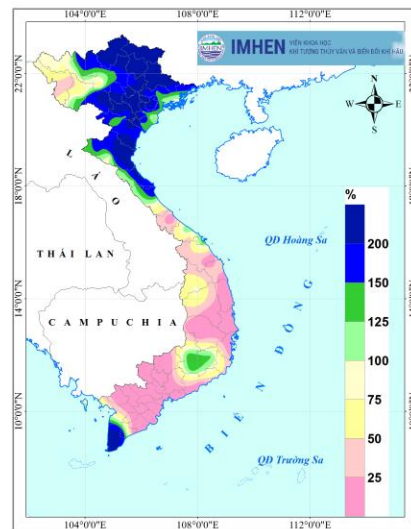 104°0'0"E
108°0'0"E
112°0'0"E
IMHEN
VIỆN KHOA HỌC
KHÍ TƯỢNG THỦY VĂN VÀ BIẾN ĐỔI KHÍ HẬU
22°0'0"N
N
W E
S
LÀO
18°0'0"N
%
THÁI LAN
QĐ Hoàng Sa
200
150
14°0'0"N
CAMPUCHIA
125
100
BIỂN ĐÔNG
75
50
10°0'0"N
QĐ Trường Sa
25
104°0'0"E
108°0'0"E
112°0'0"E